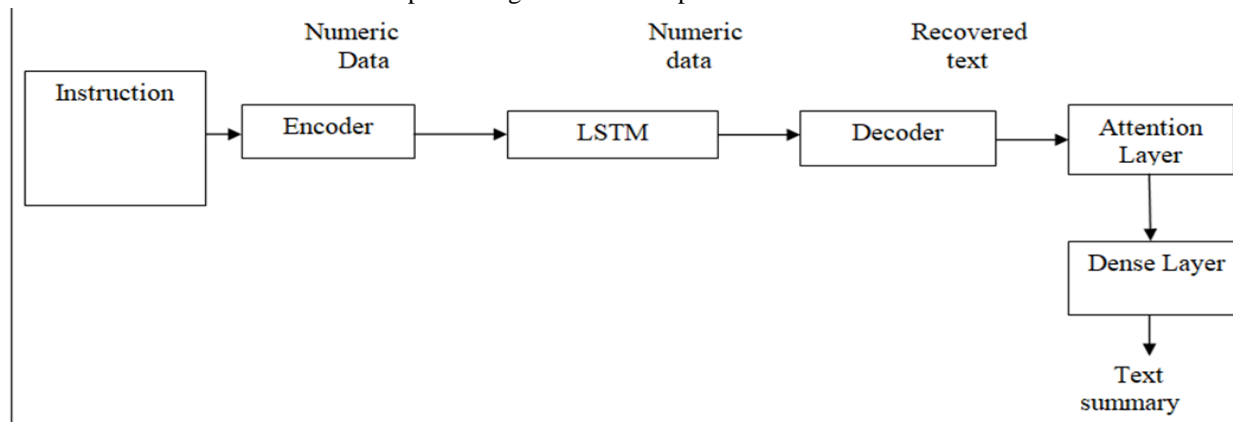 Numeric
Data
Numeric
data
Recovered
text
Instruction
Encoder
LSTM
Decoder
Attention
Layer
Dense Layer
Text
summary